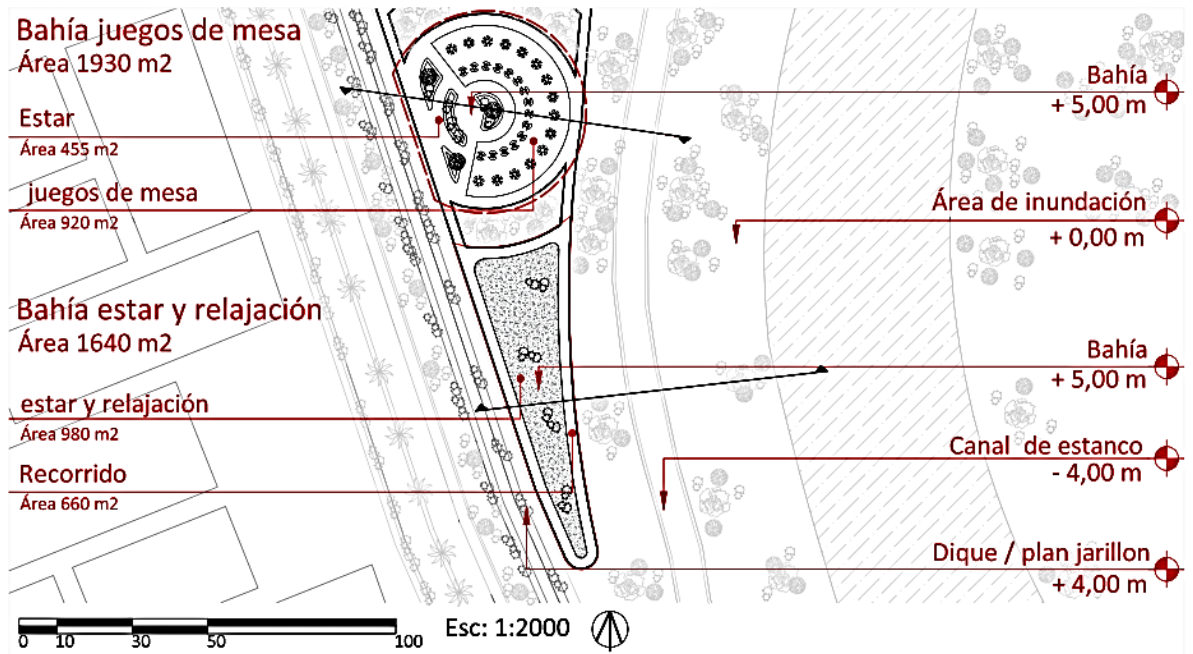 Bahía juegos de mesa
Área 1930 m2
Estar
Área 455 m2
juegos de mesa
Área 920 m2
Bahía estar y relajación
Área 1640 m2
estar y relajación
Área 980 m2
Recorrido
Área 660 m2
Bahía
+ 5,00 m
Área de inundación
+ 0,00 m
Bahía
+ 5,00 m
Canal de estanco
- 4,00 m
Dique / plan jarillon
+ 4,00 m
0 10 30 50 100
Esc: 1:2000